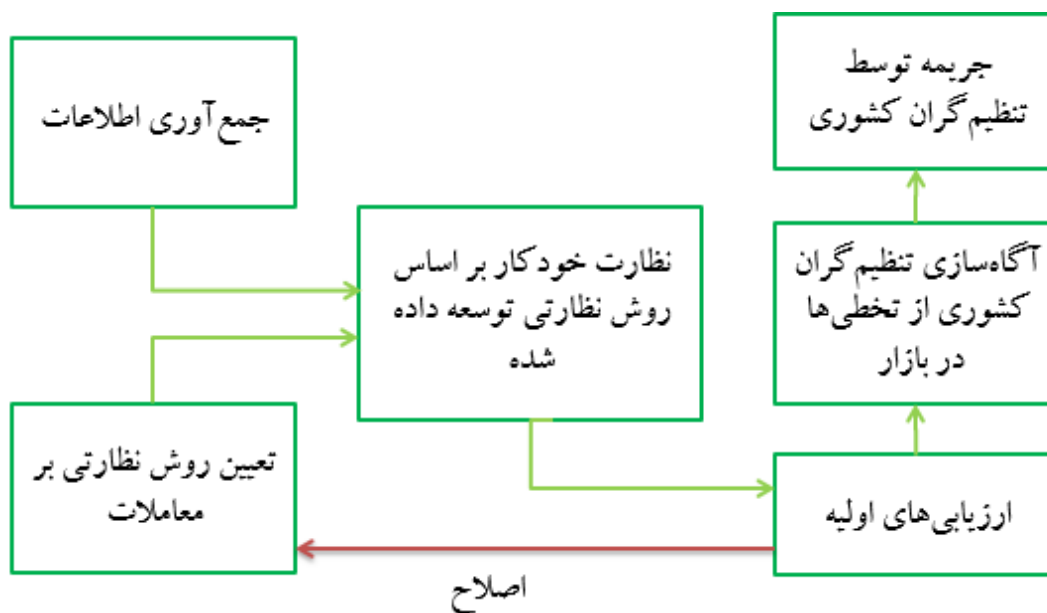 جمع‌آوری اطلاعات
تعیین روش نظارتی بر
معاملات
نظارت خودکار بر اساس
روش نظارتی توسعه داده
شده
ارزیابی‌های اولیه
اصلاح
آگاه‌سازی تنظیم‌گران
کشوری از تخطی‌ها
در بازار
جریمه توسط
تنظیم‌گران کشوری